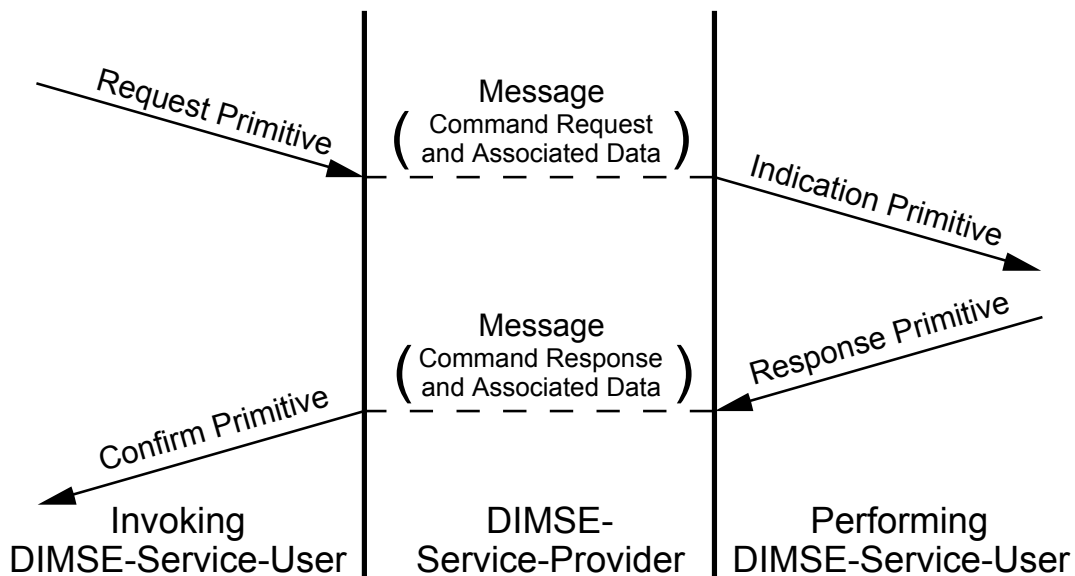 Request Primitive
Message
( Command Request
and Associated Data )
Indication Primitive
Message
( Command Response
and Associated Data )
Response Primitive
Confirm Primitive
Invoking
DIMSE-Service-User
DIMSE-
Service-Provider
Performing
DIMSE-Service-User